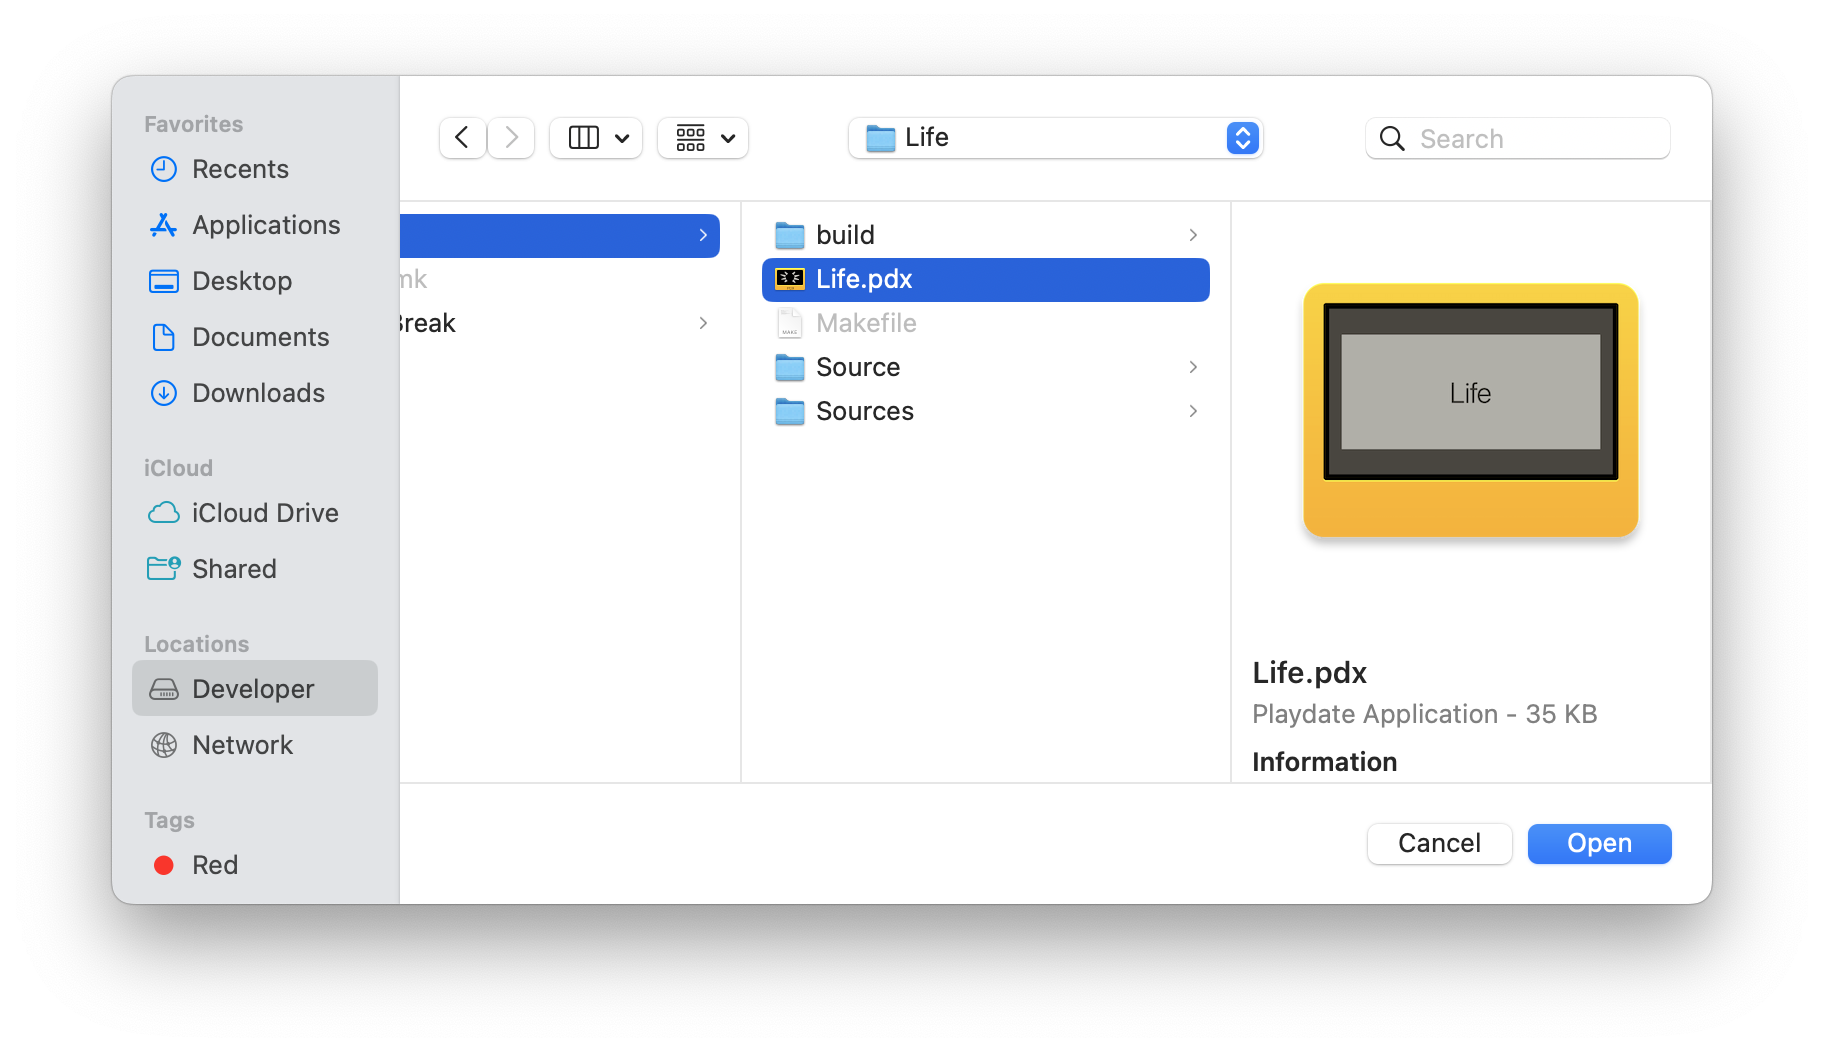 Favorites
Recents
Applications
Desktop
Documents
Downloads
iCloud
iCloud Drive
Shared
Locations
Developer
Network
Tags
Red
Life
Search
mk
Break
build
Life.pdx
Makefile
Source
Sources
Life
Life.pdx
Playdate Application - 35 KB
Information
Cancel
Open